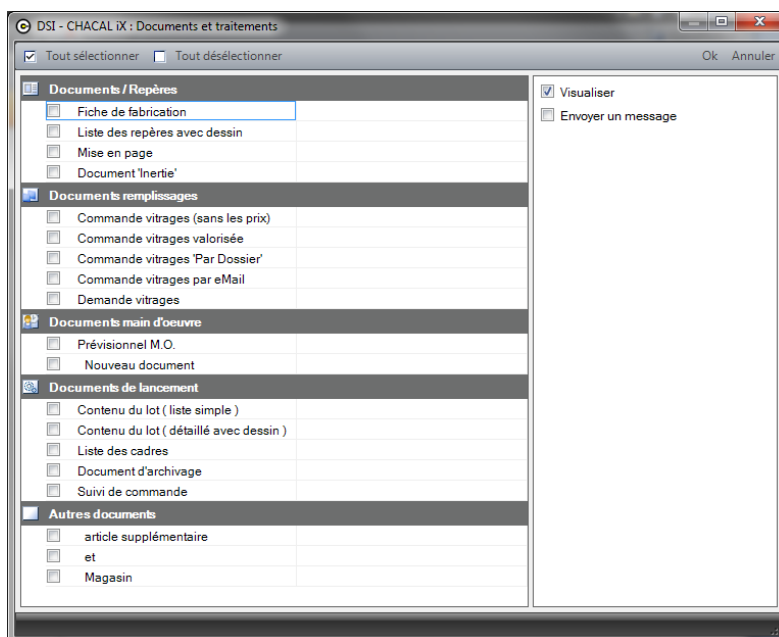 DSI - CHACAL iX : Documents et traitements
Tout sélectionner Tout désélectionner Ok Annuler
Documents / Repères
Fiche de fabrication
Liste des repères avec dessin
Mise en page
Document 'Inertie'
Documents remplissages
Commande vitrages (sans les prix)
Commande vitrages valorisée
Commande vitrages 'Par Dossier'
Commande vitrages par eMail
Demande vitrages
Documents main d'oeuvre
Prévisionnel M.O.
Nouveau document
Documents de lancement
Contenu du lot ( liste simple )
Contenu du lot ( détaillé avec dessin )
Liste des cadres
Document d'archivage
Suivi de commande
Autres documents
article supplémentaire
et
Magasin
Visualiser
Envoyer un message